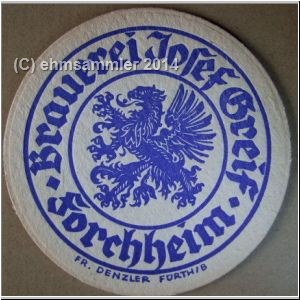 (C) ehmsammler 2014
· Brauerei Josef Greif ·
Forchheim
FR. DENZLER FÜRTH/B